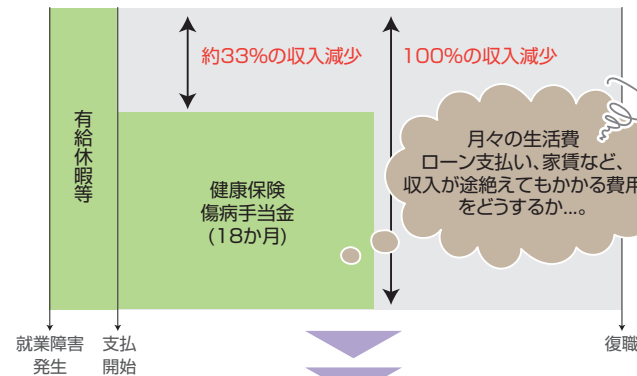 約33%の収入減少
100%の収入減少
有給休暇等
健康保険
傷病手当金
(18か月)
月々の生活費
ローン支払い、家賃など、
収入が途絶えてもかかる費用
をどうするか…。
就業障害
発生
支払
開始
復職